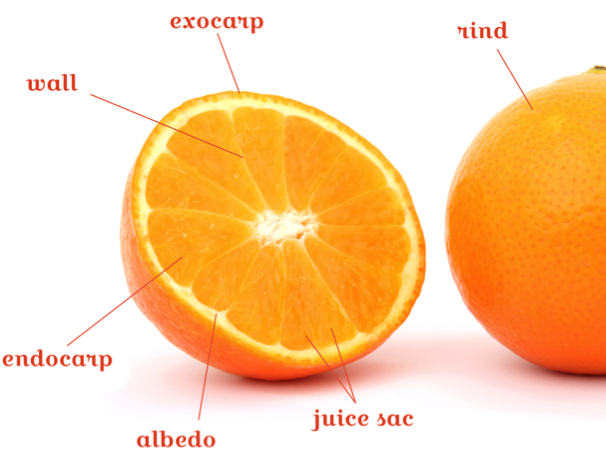 exocarp
rind
wall
endocarp
juice sac
albedo